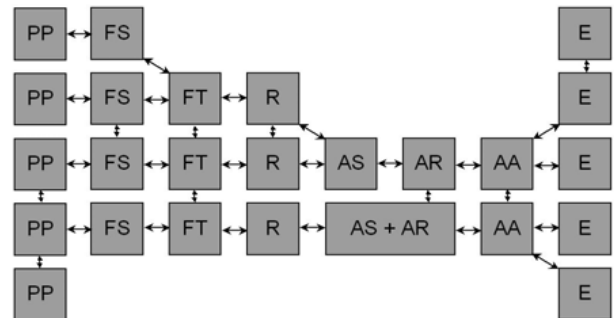 PP FS E
PP FS FT R E
PP FS FT R AS AR AA E
PP FS FT R AS + AR AA E
PP E